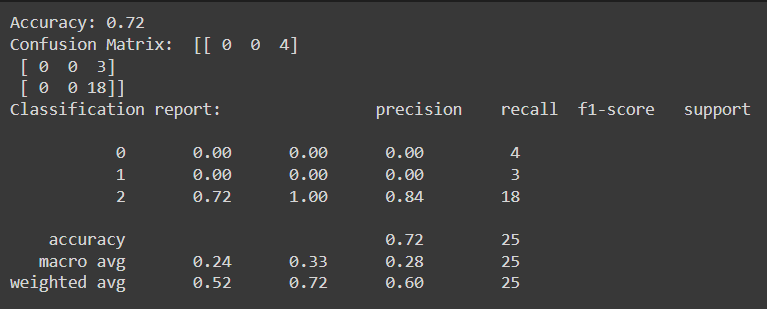 Accuracy: 0.72
Confusion Matrix:  [[ 0  0  4]
 [ 0  0  3]
 [ 0  0 18]]
Classification report:               precision    recall  f1-score   support

           0       0.00      0.00      0.00         4
           1       0.00      0.00      0.00         3
           2       0.72      1.00      0.84        18

    accuracy                           0.72        25
   macro avg       0.24      0.33      0.28        25
weighted avg       0.52      0.72      0.60        25